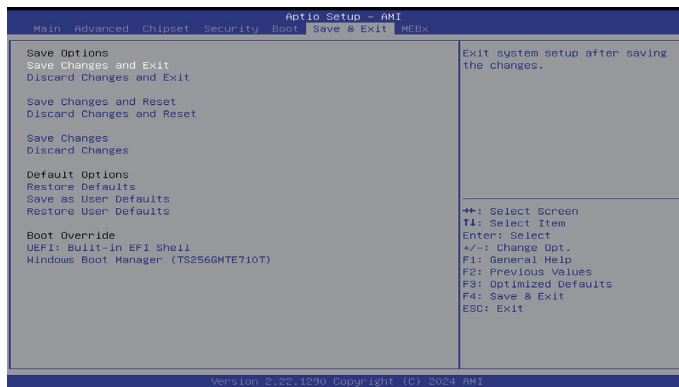 Aptio Setup – AMI
Main Advanced Chipset Security Boot Save & Exit MEBx
Save Options
Save Changes and Exit
Discard Changes and Exit
Save Changes and Reset
Discard Changes and Reset
Save Changes
Discard Changes
Default Options
Restore Defaults
Save as User Defaults
Restore User Defaults
Boot Override
UEFI: Built-in EFI Shell
Windows Boot Manager (TS256GMTE710T)
Exit system setup after saving
the changes.
→←: Select Screen
↑↓: Select Item
Enter: Select
+/-: Change Opt.
F1: General Help
F2: Previous Values
F3: Optimized Defaults
F4: Save & Exit
ESC: Exit
Version 2.22.1290 Copyright (C) 2024 AMI